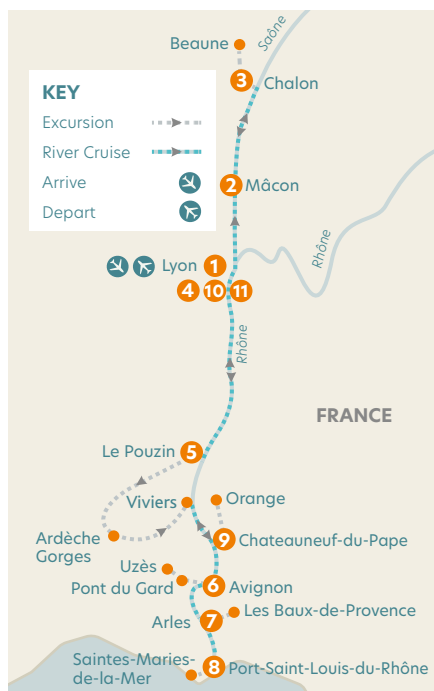 Beaune
Saône
3
Chalon
KEY
Excursion
River Cruise
Arrive
Depart
2
Mâcon
Rhône
Lyon
1
4
10
11
Rhône
FRANCE
5
Le Pouzin
Viviers
Orange
Ardèche
Gorges
9
Chateauneuf-du-Pape
Uzès
Pont du Gard
6
Avignon
Les Baux-de-Provence
Arles
7
Saintes-Maries-
de-la-Mer
8
Port-Saint-Louis-du-Rhône